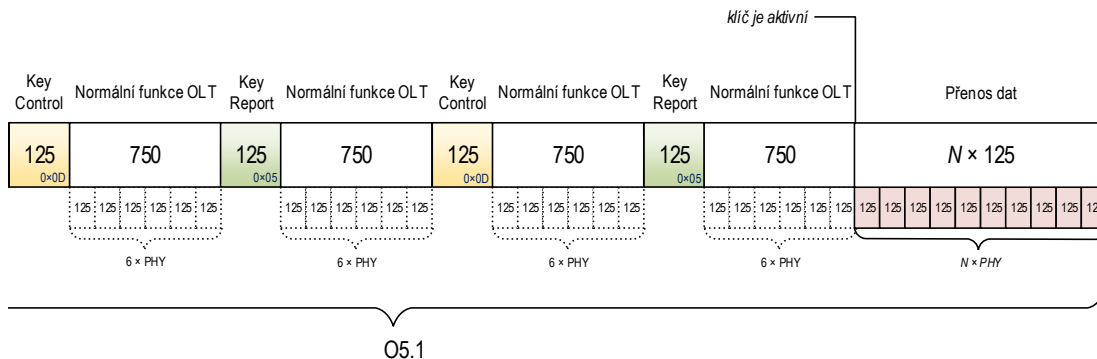 klíč je aktivní
Key Control
Normální funkce OLT
Key Report
Normální funkce OLT
Key Control
Normální funkce OLT
Key Report
Normální funkce OLT
Přenos dat
125 0×0D
750
125 0×05
750
125 0×0D
750
125 0×05
750
N × 125
125 125 125 125 125 125
125 125 125 125 125 125
125 125 125 125 125 125
125 125 125 125 125 125
125 125 125 125 125 125 125 125 125 12
6 × PHY
6 × PHY
6 × PHY
6 × PHY
N × PHY
O5.1